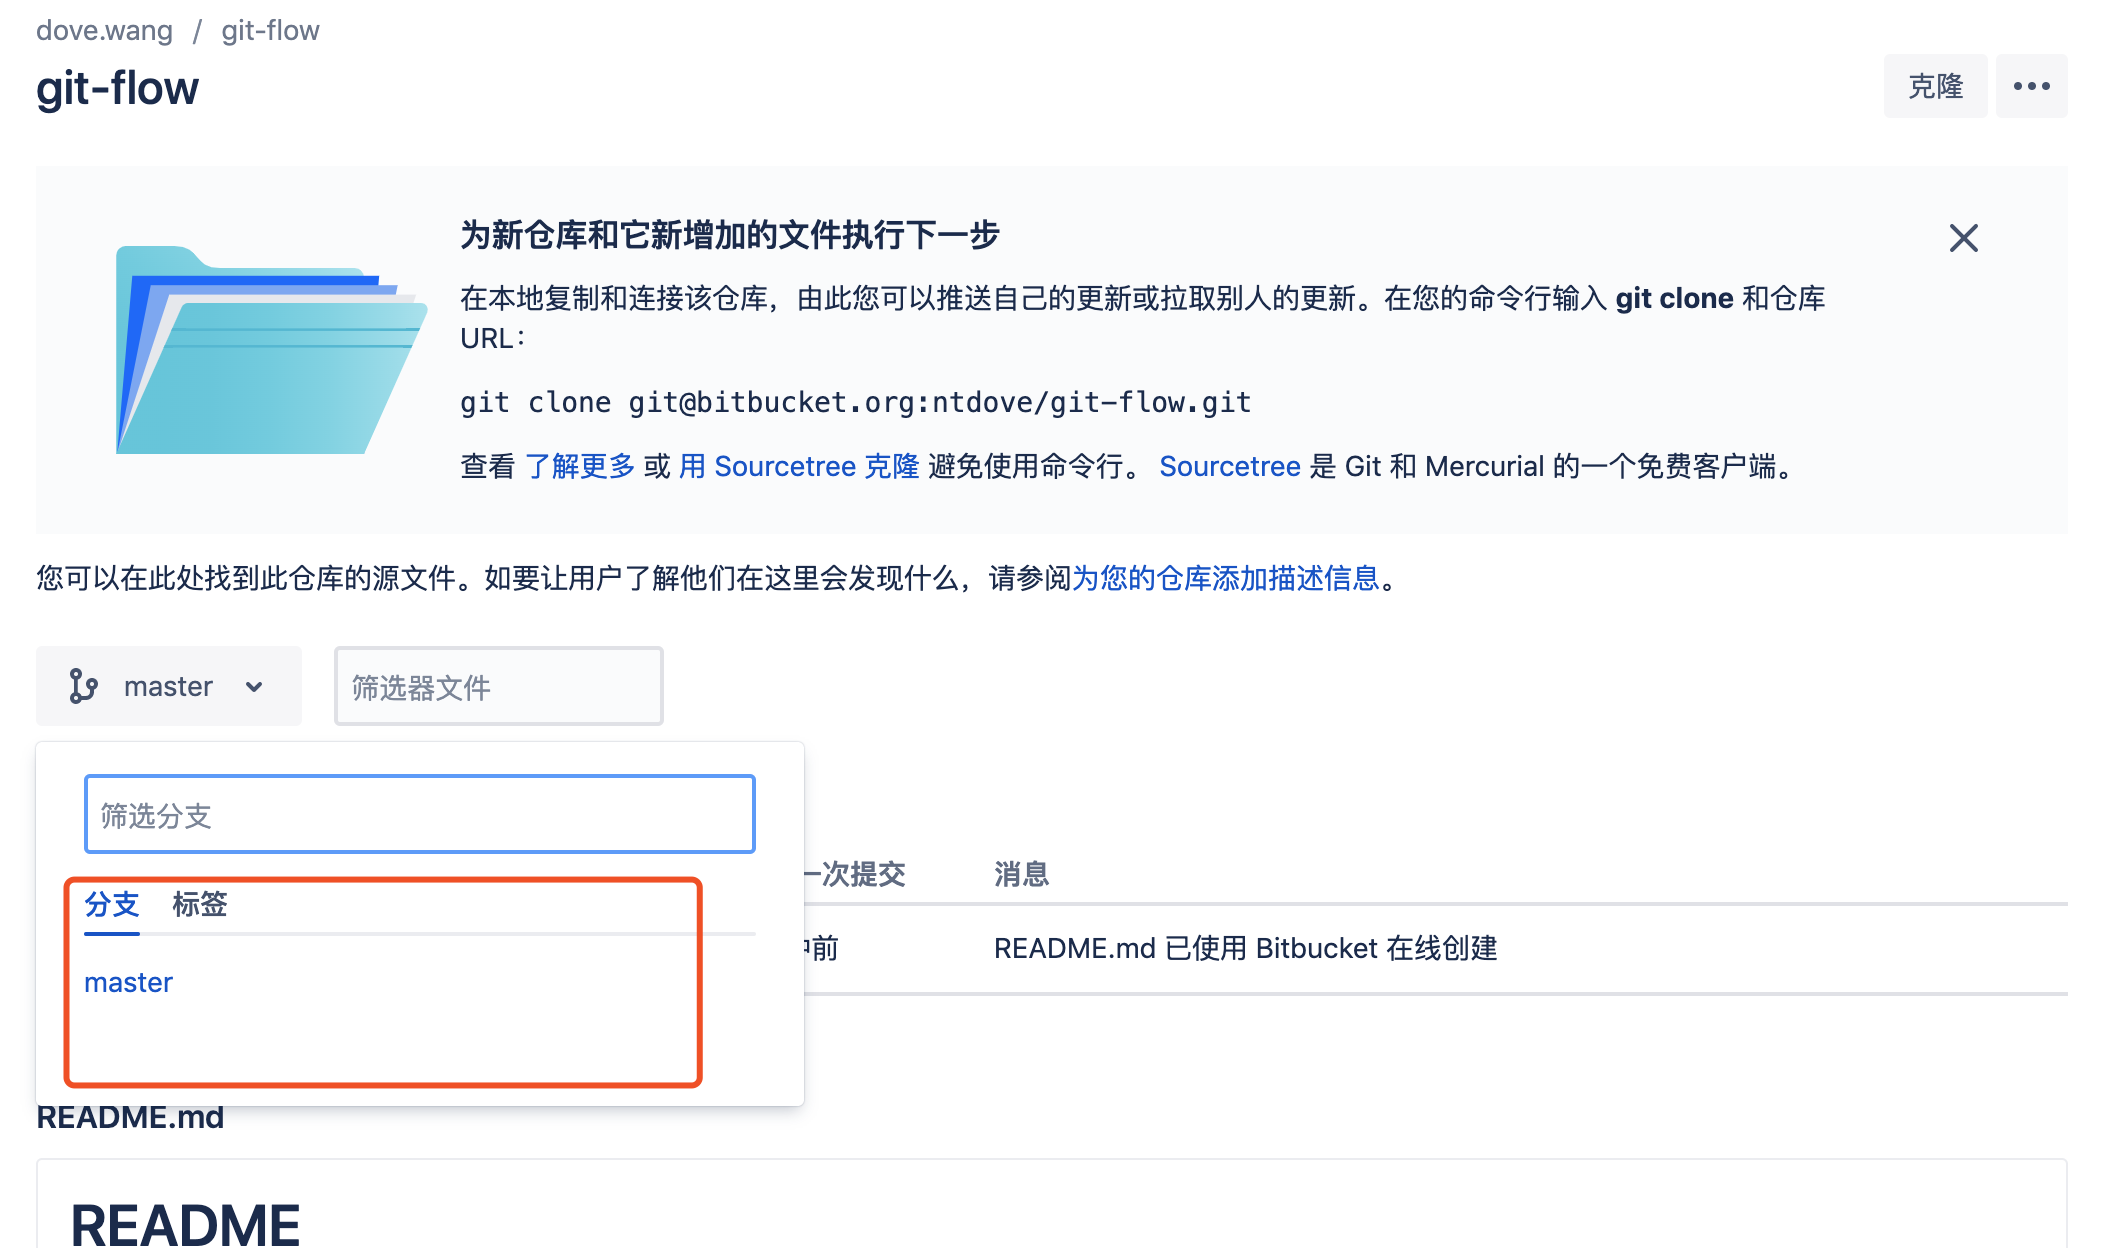 dove.wang / git-flow
git-flow
克隆
为新仓库和它新增加的文件执行下一步
在本地复制和连接该仓库，由此您可以推送自己的更新或拉取别人的更新。在您的命令行输入 git clone 和仓库
URL：
git clone git@bitbucket.org:ntdove/git-flow.git
查看 了解更多 或 用 Sourcetree 克隆 避免使用命令行。 Sourcetree 是 Git 和 Mercurial 的一个免费客户端。
您可以在此处找到此仓库的源文件。如要让用户了解他们在这里会发现什么，请参阅为您的仓库添加描述信息。
master
筛选器文件
筛选分支
一次提交 消息
分支 标签
前 README.md 已使用 Bitbucket 在线创建
master
README.md
README